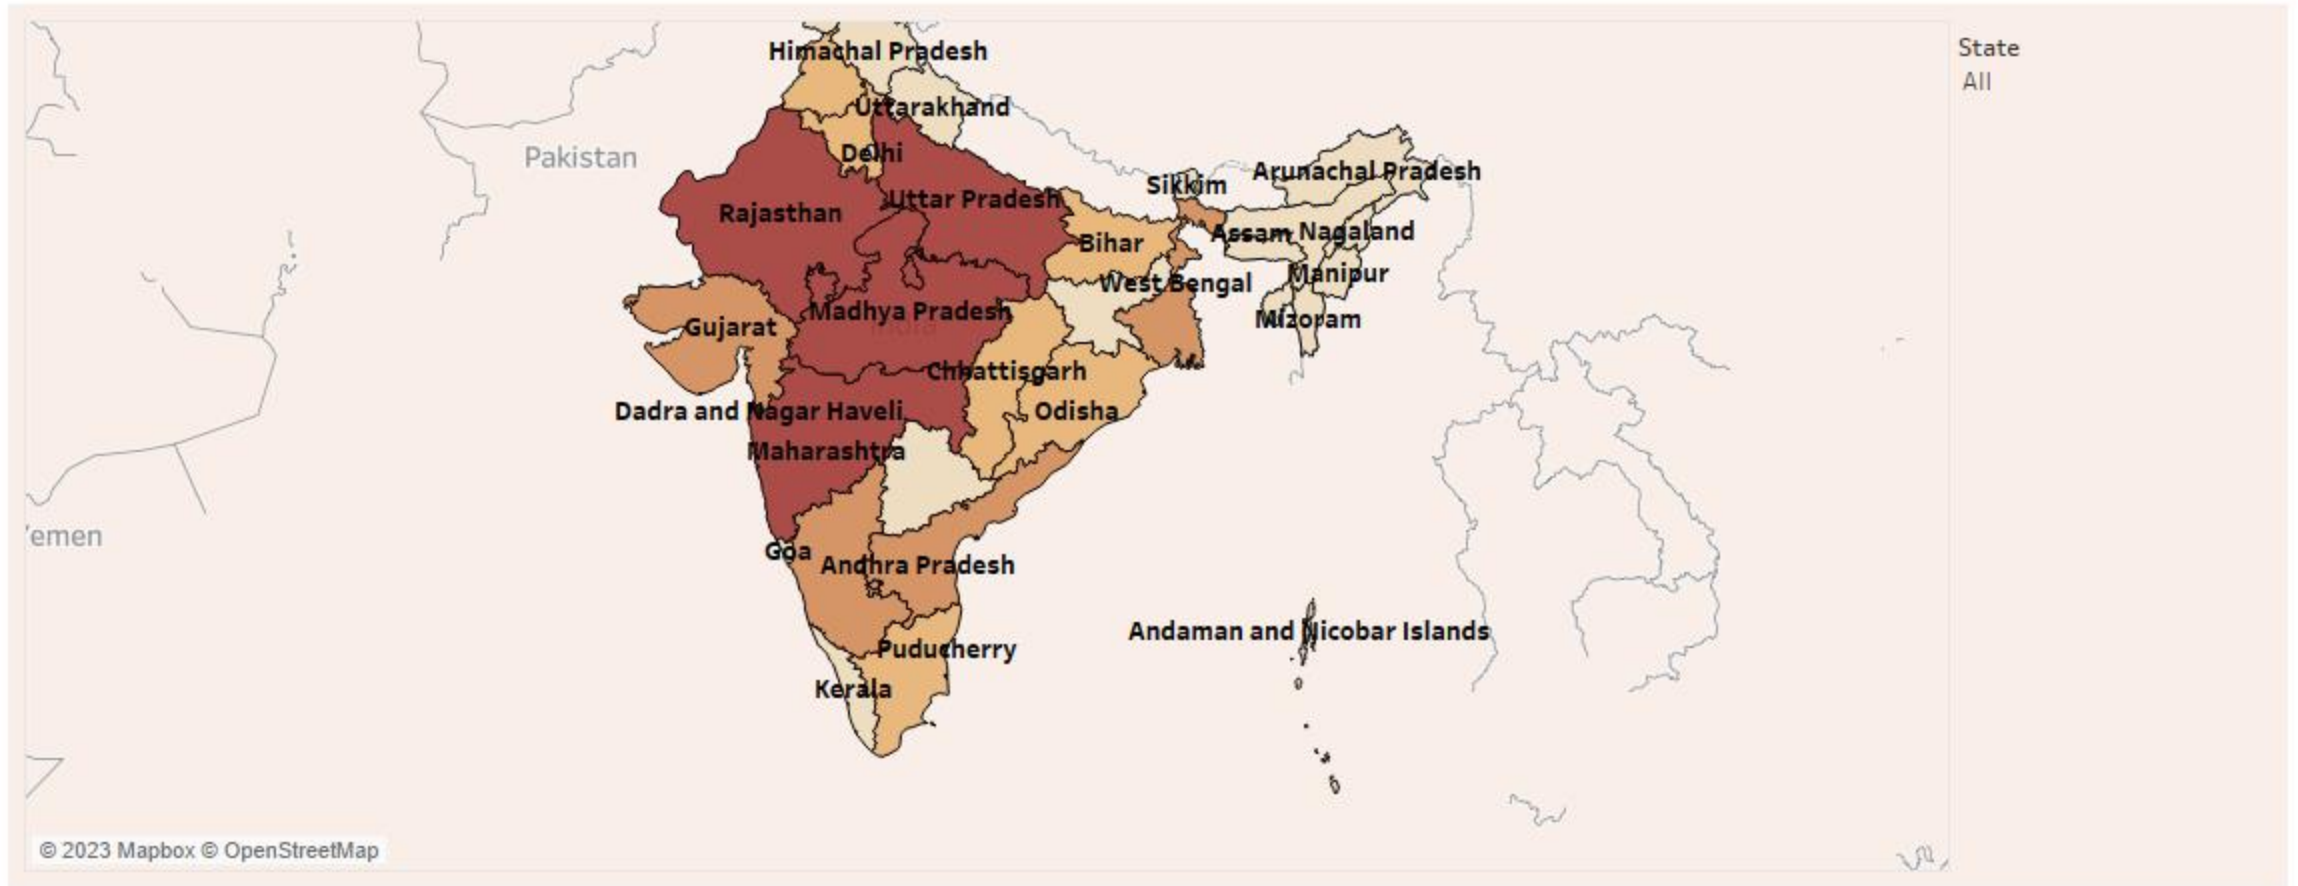 Himachal Pradesh
State
All
Uttarakhand
Delhi
Pakistan
Arunachal Pradesh
Sikkim
Uttar Pradesh
Rajasthan
Assam
Nagaland
Bihar
Manipur
West Bengal
Madhya Pradesh
Mizoram
India
Gujarat
Chhattisgarh
Dadra and Nagar Haveli
Odisha
Maharashtra
emen
Goa
Andhra Pradesh
Andaman and Nicobar Islands
Puducherry
Kerala
© 2023 Mapbox © OpenStreetMap